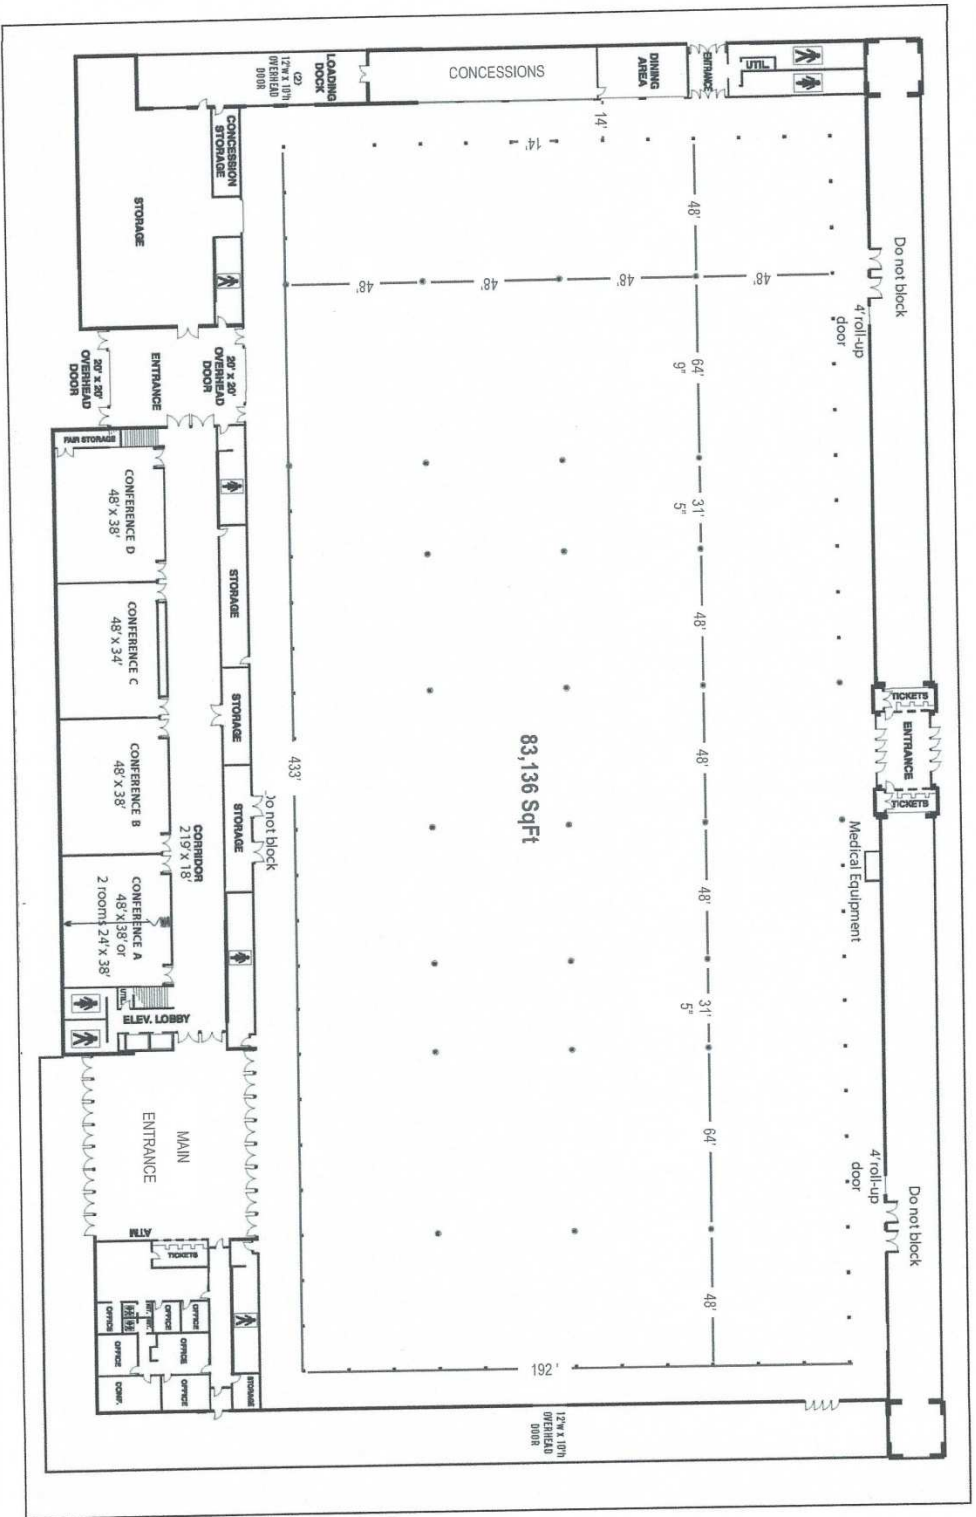 LOADING
DOCK
(2)
12'w x 10'h
OVERHEAD
DOOR
CONCESSIONS
DINING
AREA
ENTRANCE
UTIL.
CONCESSION
STORAGE
STORAGE
14'
14'
48'
48'
48'
48'
48'
Do not block
4' roll-up
door
20' x 20'
OVERHEAD
DOOR
ENTRANCE
20' x 20'
OVERHEAD
DOOR
64'
9"
FAIR STORAGE
CONFERENCE D
48' x 38'
STORAGE
31'
5"
CONFERENCE C
48' x 34'
STORAGE
48'
TICKETS
ENTRANCE
TICKETS
CONFERENCE B
48' x 38'
STORAGE
Do not block
433'
83,136 SqFt
48'
Medical Equipment
CORRIDOR
219' X 18'
CONFERENCE A
48' x 38' or
2 rooms 24' x 38'
48'
UTIL.
ELEV. LOBBY
31'
5"
MAIN
ENTRANCE
64'
4' roll-up
door
Do not block
ATM
TICKETS
48'
OFFICE
OFFICE
OFFICE
OFFICE
OFFICE
CONF.
OFFICE
STORAGE
192'
12'w x 10'h
OVERHEAD
DOOR